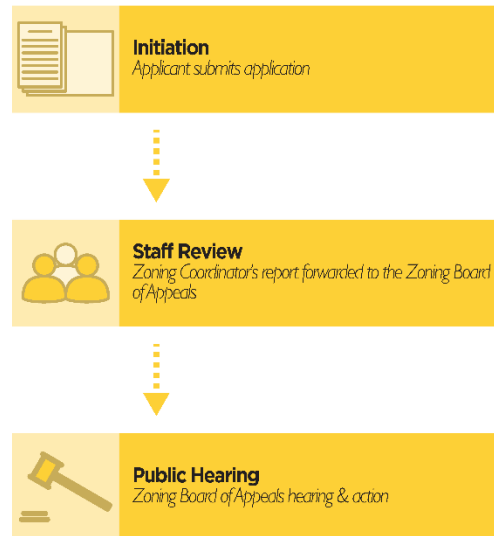 Initiation
Applicant submits application
Staff Review
Zoning Coordinator's report forwarded to the Zoning Board
of Appeals
Public Hearing
Zoning Board of Appeals hearing & action